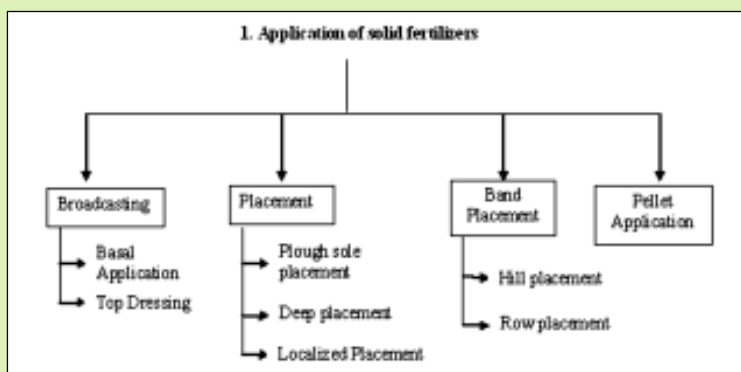 1. Application of solid fertilizers
Broadcasting
Basal
Application
Top Dressing
Placement
Plough sole
placement
Deep placement
Localized Placement
Band
Placement
Hill placement
Row placement
Pellet
Application